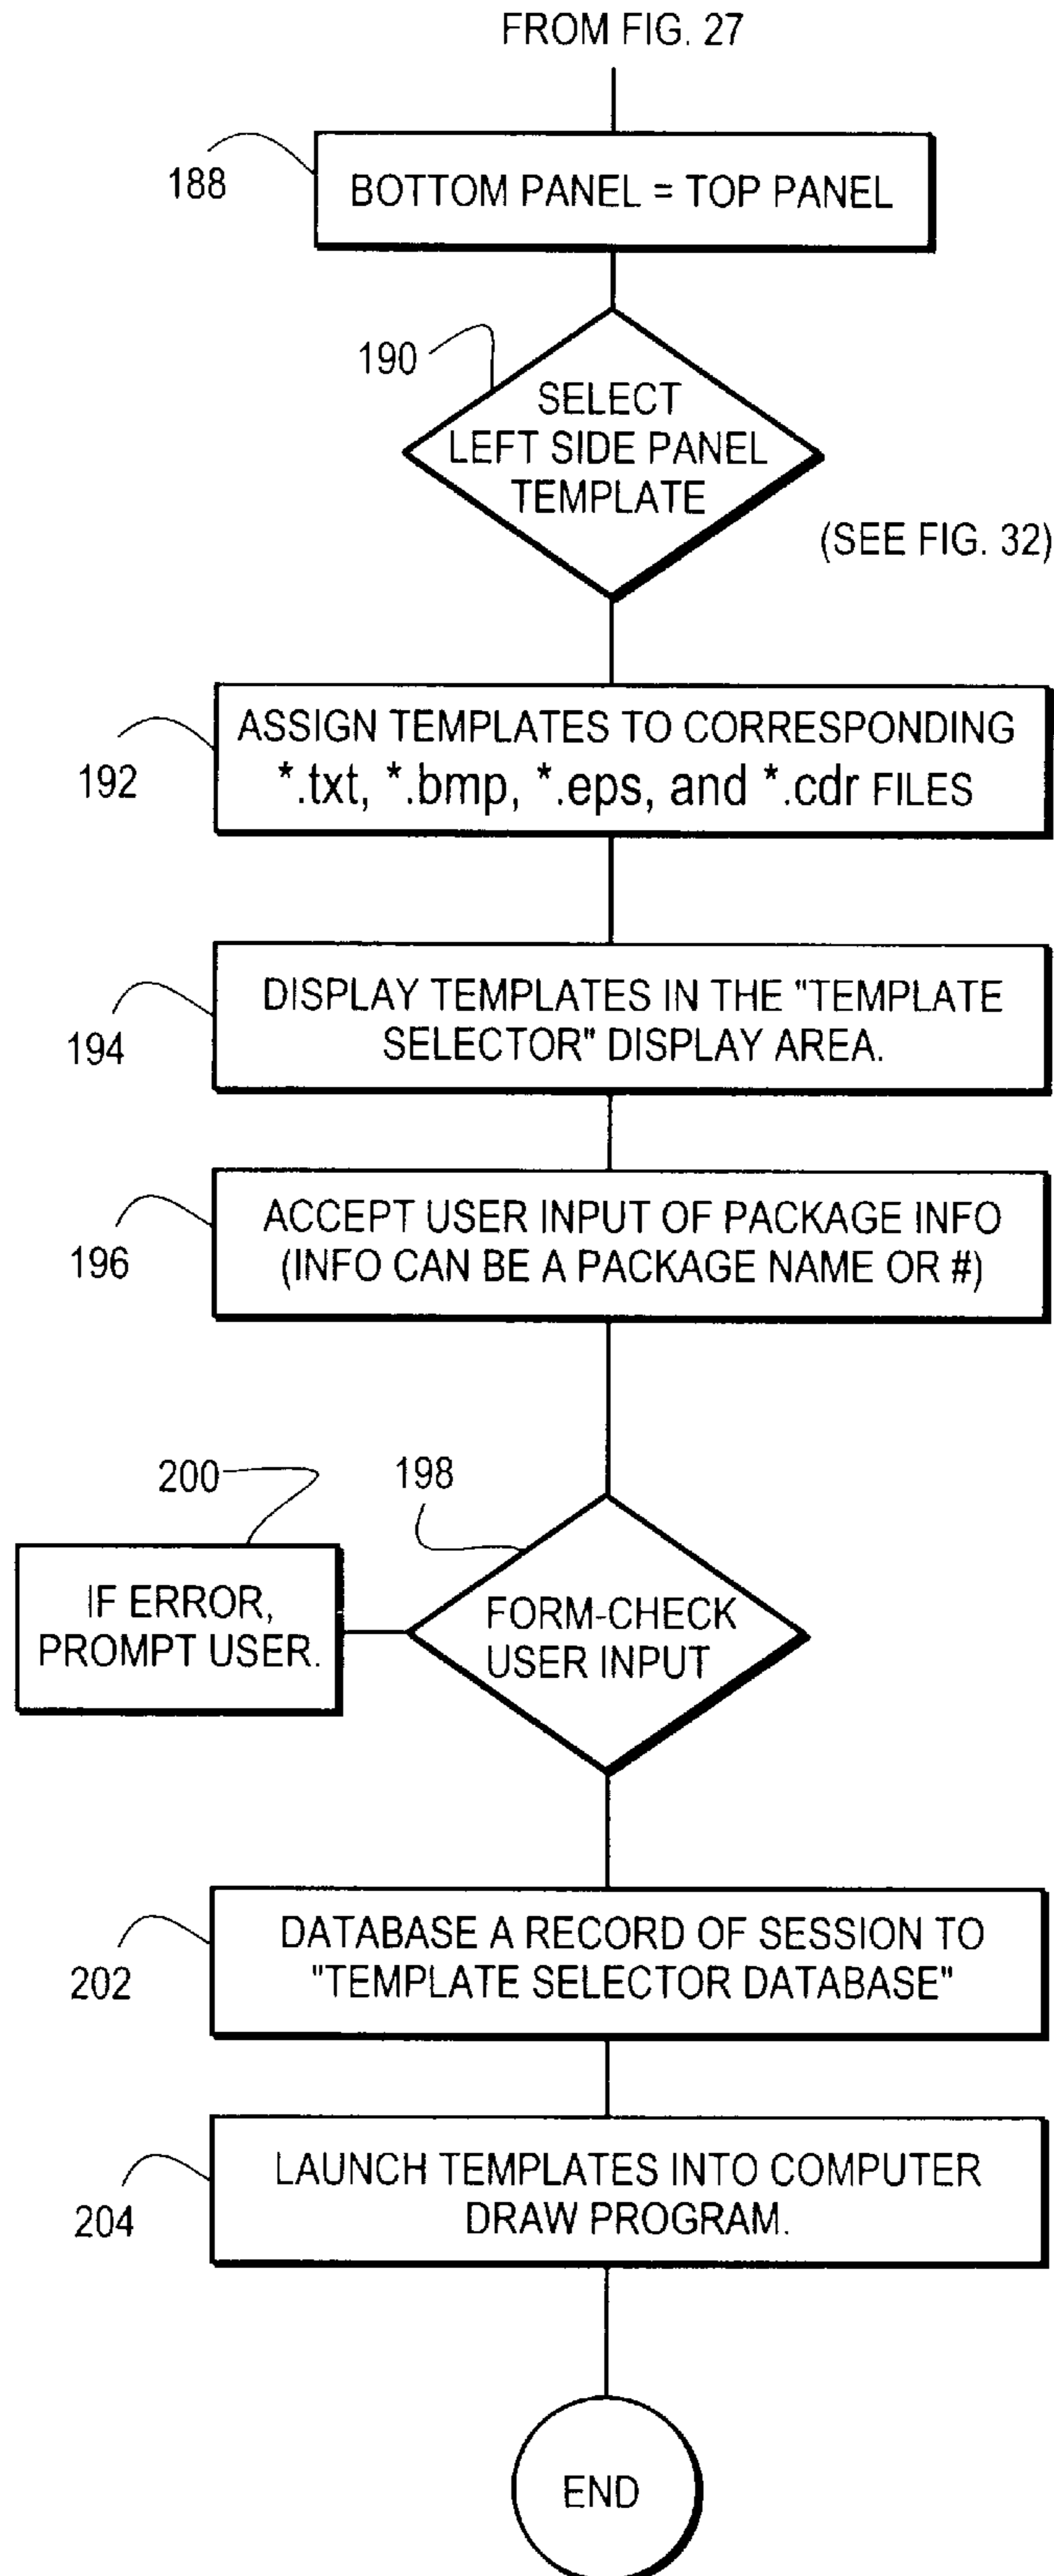 FROM FIG. 27
188
BOTTOM PANEL = TOP PANEL
190
SELECT
LEFT SIDE PANEL
TEMPLATE
(SEE FIG. 32)
192
ASSIGN TEMPLATES TO CORRESPONDING
*.txt, *.bmp, *.eps, and *.cdr FILES
194
DISPLAY TEMPLATES IN THE "TEMPLATE
SELECTOR" DISPLAY AREA.
196
ACCEPT USER INPUT OF PACKAGE INFO
(INFO CAN BE A PACKAGE NAME OR #)
200
198
IF ERROR,
PROMPT USER.
FORM-CHECK
USER INPUT
202
DATABASE A RECORD OF SESSION TO
"TEMPLATE SELECTOR DATABASE"
204
LAUNCH TEMPLATES INTO COMPUTER
DRAW PROGRAM.
END